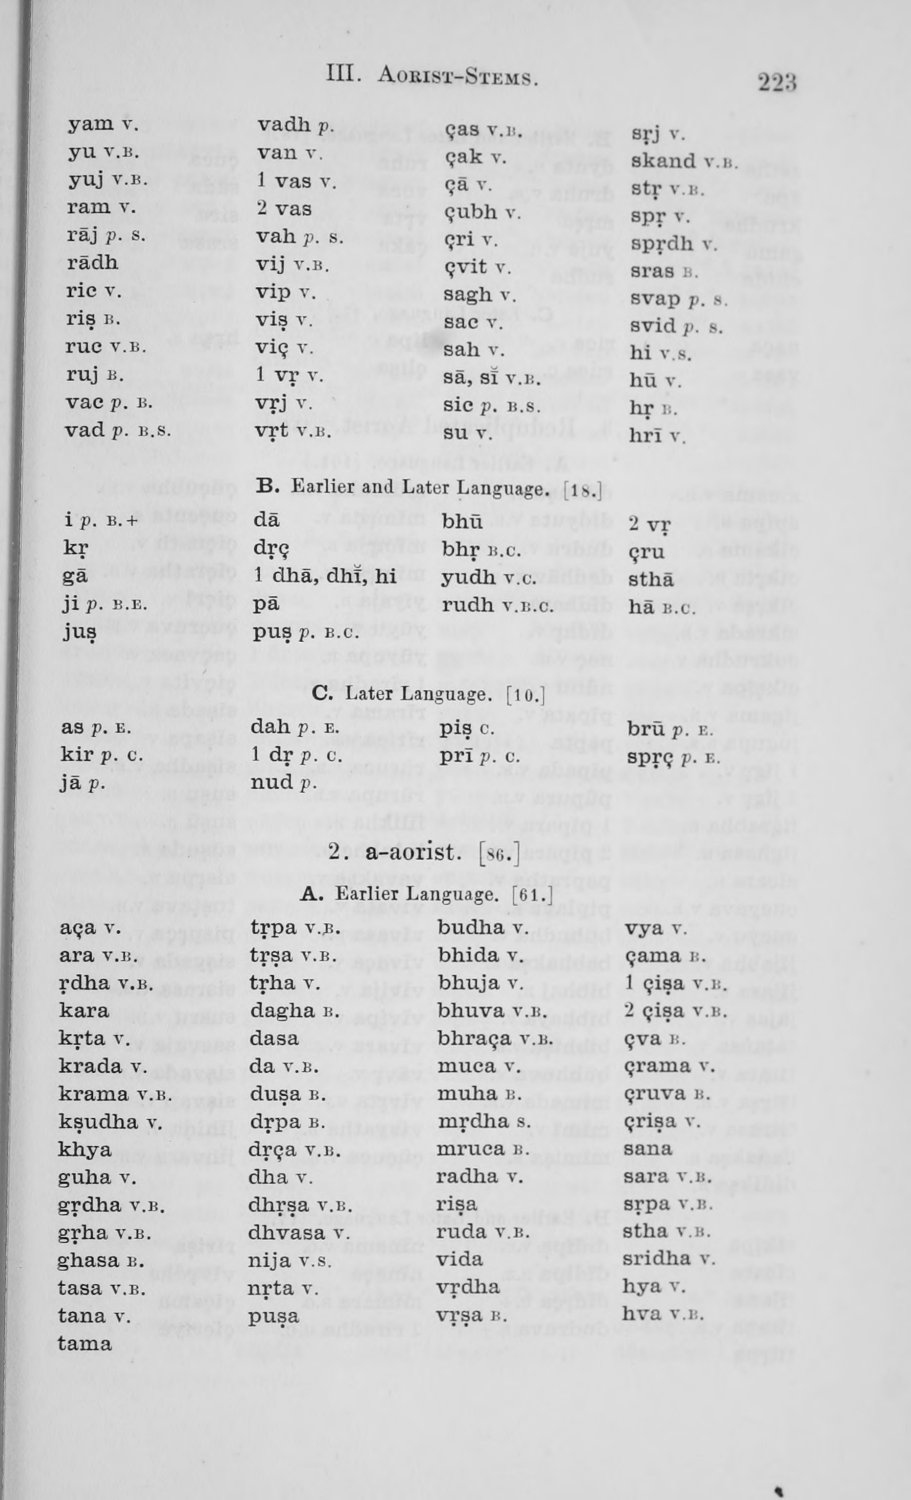 III. Aorist-Stems.
223
yam v.
yu v.B.
yuj v.B.
ram v.
rāj p. s.
rādh
ric v.
riṣ B.
ruc v.B.
ruj B.
vac p. B.
vad p. B.S.
vadh p.
van v.
1 vas v.
2 vas
vah p. s.
vij v.B.
vip v.
viṣ v.
viç v.
1 vṛ v.
vṛj v.
vṛt v.B.
ças v.B.
çak v.
çā v.
çubh v.
çri v.
çvit v.
sagh v.
sac v.
sah v.
sā, sī̆ v.B.
sic p. B.S.
su v.
sṛj v.
skand v.B.
stṛ v.B.
spṛ v.
spṛdh v.
sras B.
svap p. s.
svid p. s.
hi v.s.
hū v.
hṛ B.
hrī v.
B. Earlier and Later Language. [18.]
i p. B.+
kṛ
gā
ji p. B.E.
juṣ
dā
dṛç
1 dhā, dhī̆, hi
pā
puṣ p. B.C.
bhū
bhṛ B.C.
yudh v.C.
rudh v.B.C.
2 vṛ
çru
sthā
hā B.C.
C. Later Language. [10.]
as p. E.
kir p. C.
jā p.
dah p. E.
1 dṛ p. C.
nud p.
piṣ C.
prī p. C.
brū p. E.
spṛç p. E.
2. a-aorist. [86.]
A. Earlier Language. [61.]
aça v.
ara v.B.
ṛdha v.B.
kara
kṛta v.
krada v.
krama v.B.
kṣudha v.
khya
guha v.
gṛdha v.B.
gṛha v.B.
ghasa B.
tasa v.B.
tana v.
tama
tṛpa v.B.
tṛṣa v.B.
tṛha v.
dagha B.
dasa
da v.B.
duṣa B.
dṛpa B.
dṛça v.B.
dha v.
dhṛṣa v.B.
dhvasa v.
nija v.s.
nṛta v.
puṣa
budha v.
bhida v.
bhuja v.
bhuva v.B.
bhraça v.B.
muca v.
muha B.
mṛdha s.
mruca B.
radha v.
riṣa
ruda v.B.
vida
vṛdha
vṛṣa B.
vya v.
çama B.
1 çiṣa v.B.
2 çiṣa v.B.
çva B.
çrama v.
çruva B.
çriṣa v.
sana
sara v.B.
sṛpa v.B.
stha v.B.
sridha v.
hya v.
hva v.B.